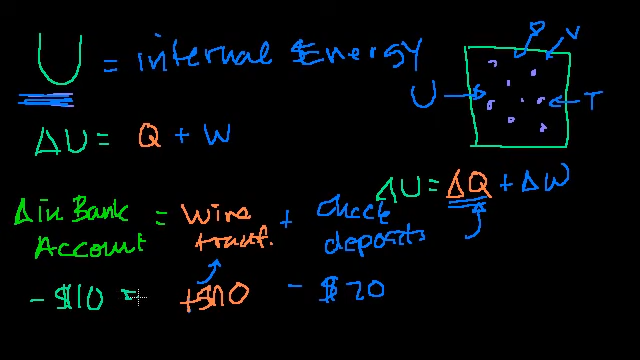 U = internal Energy
P
V
U
T
ΔU = Q + W
ΔU = ΔQ + ΔW
Δ in Bank Account = wire transf. + check deposits
- $10 = +$10 - $20